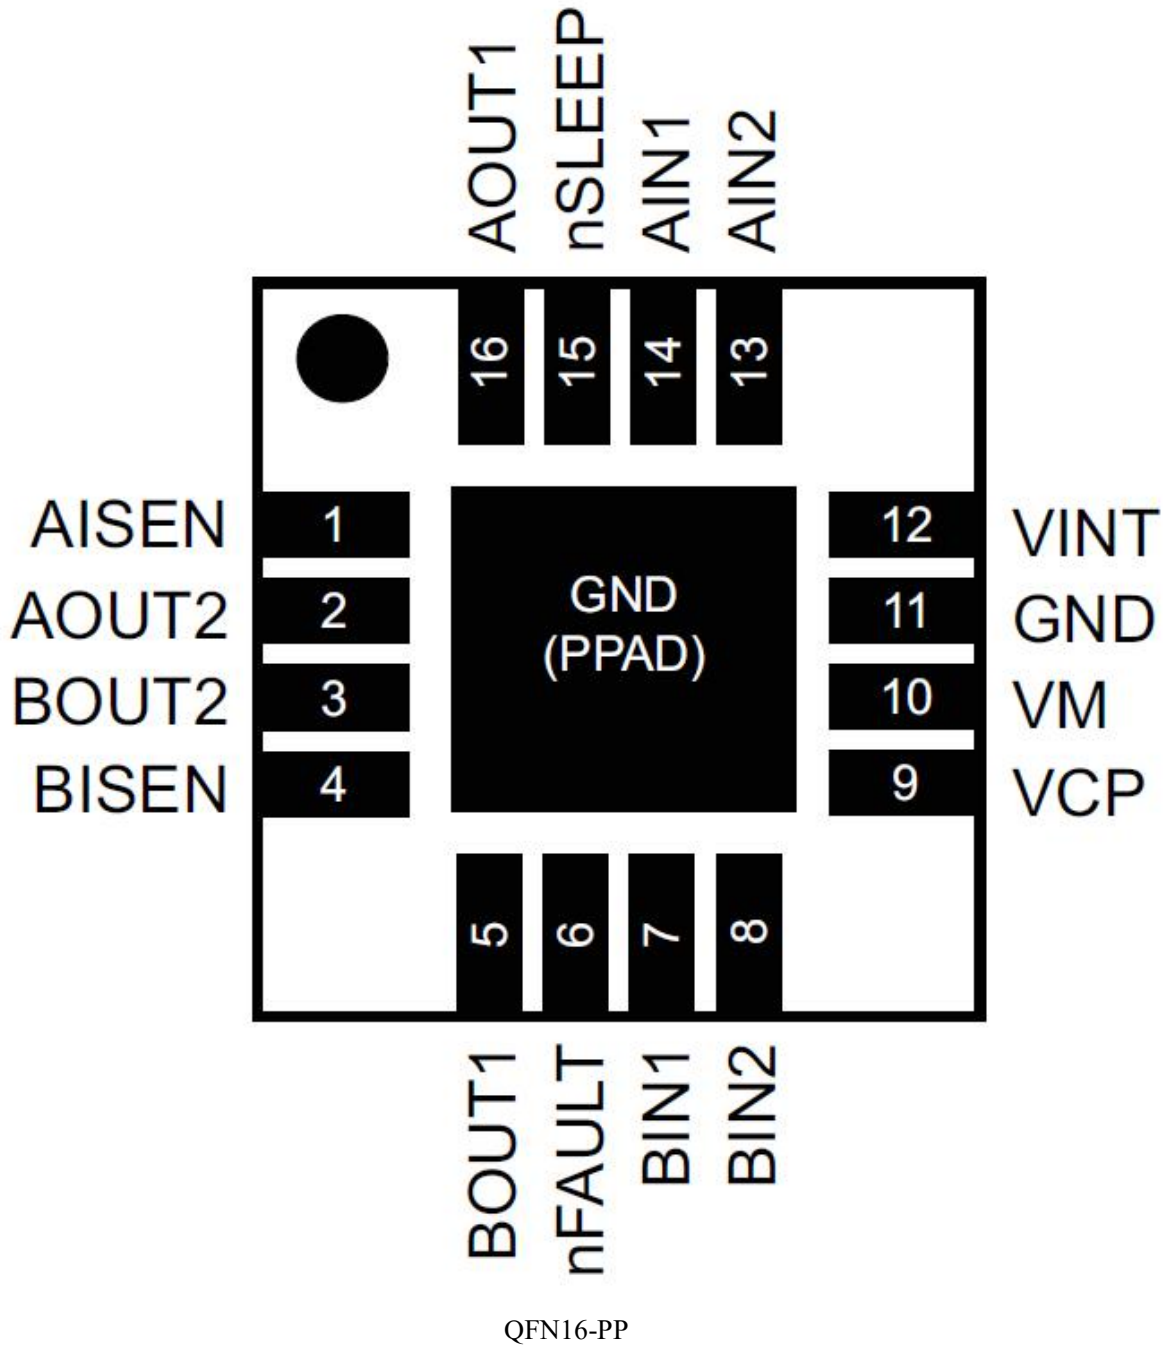 AOUT1
nSLEEP
AIN1
AIN2
16
15
14
13
AISEN 1
AOUT2 2
BOUT2 3
BISEN 4
GND
(PPAD)
12 VINT
11 GND
10 VM
9 VCP
5
6
7
8
BOUT1
nFAULT
BIN1
BIN2
QFN16-PP